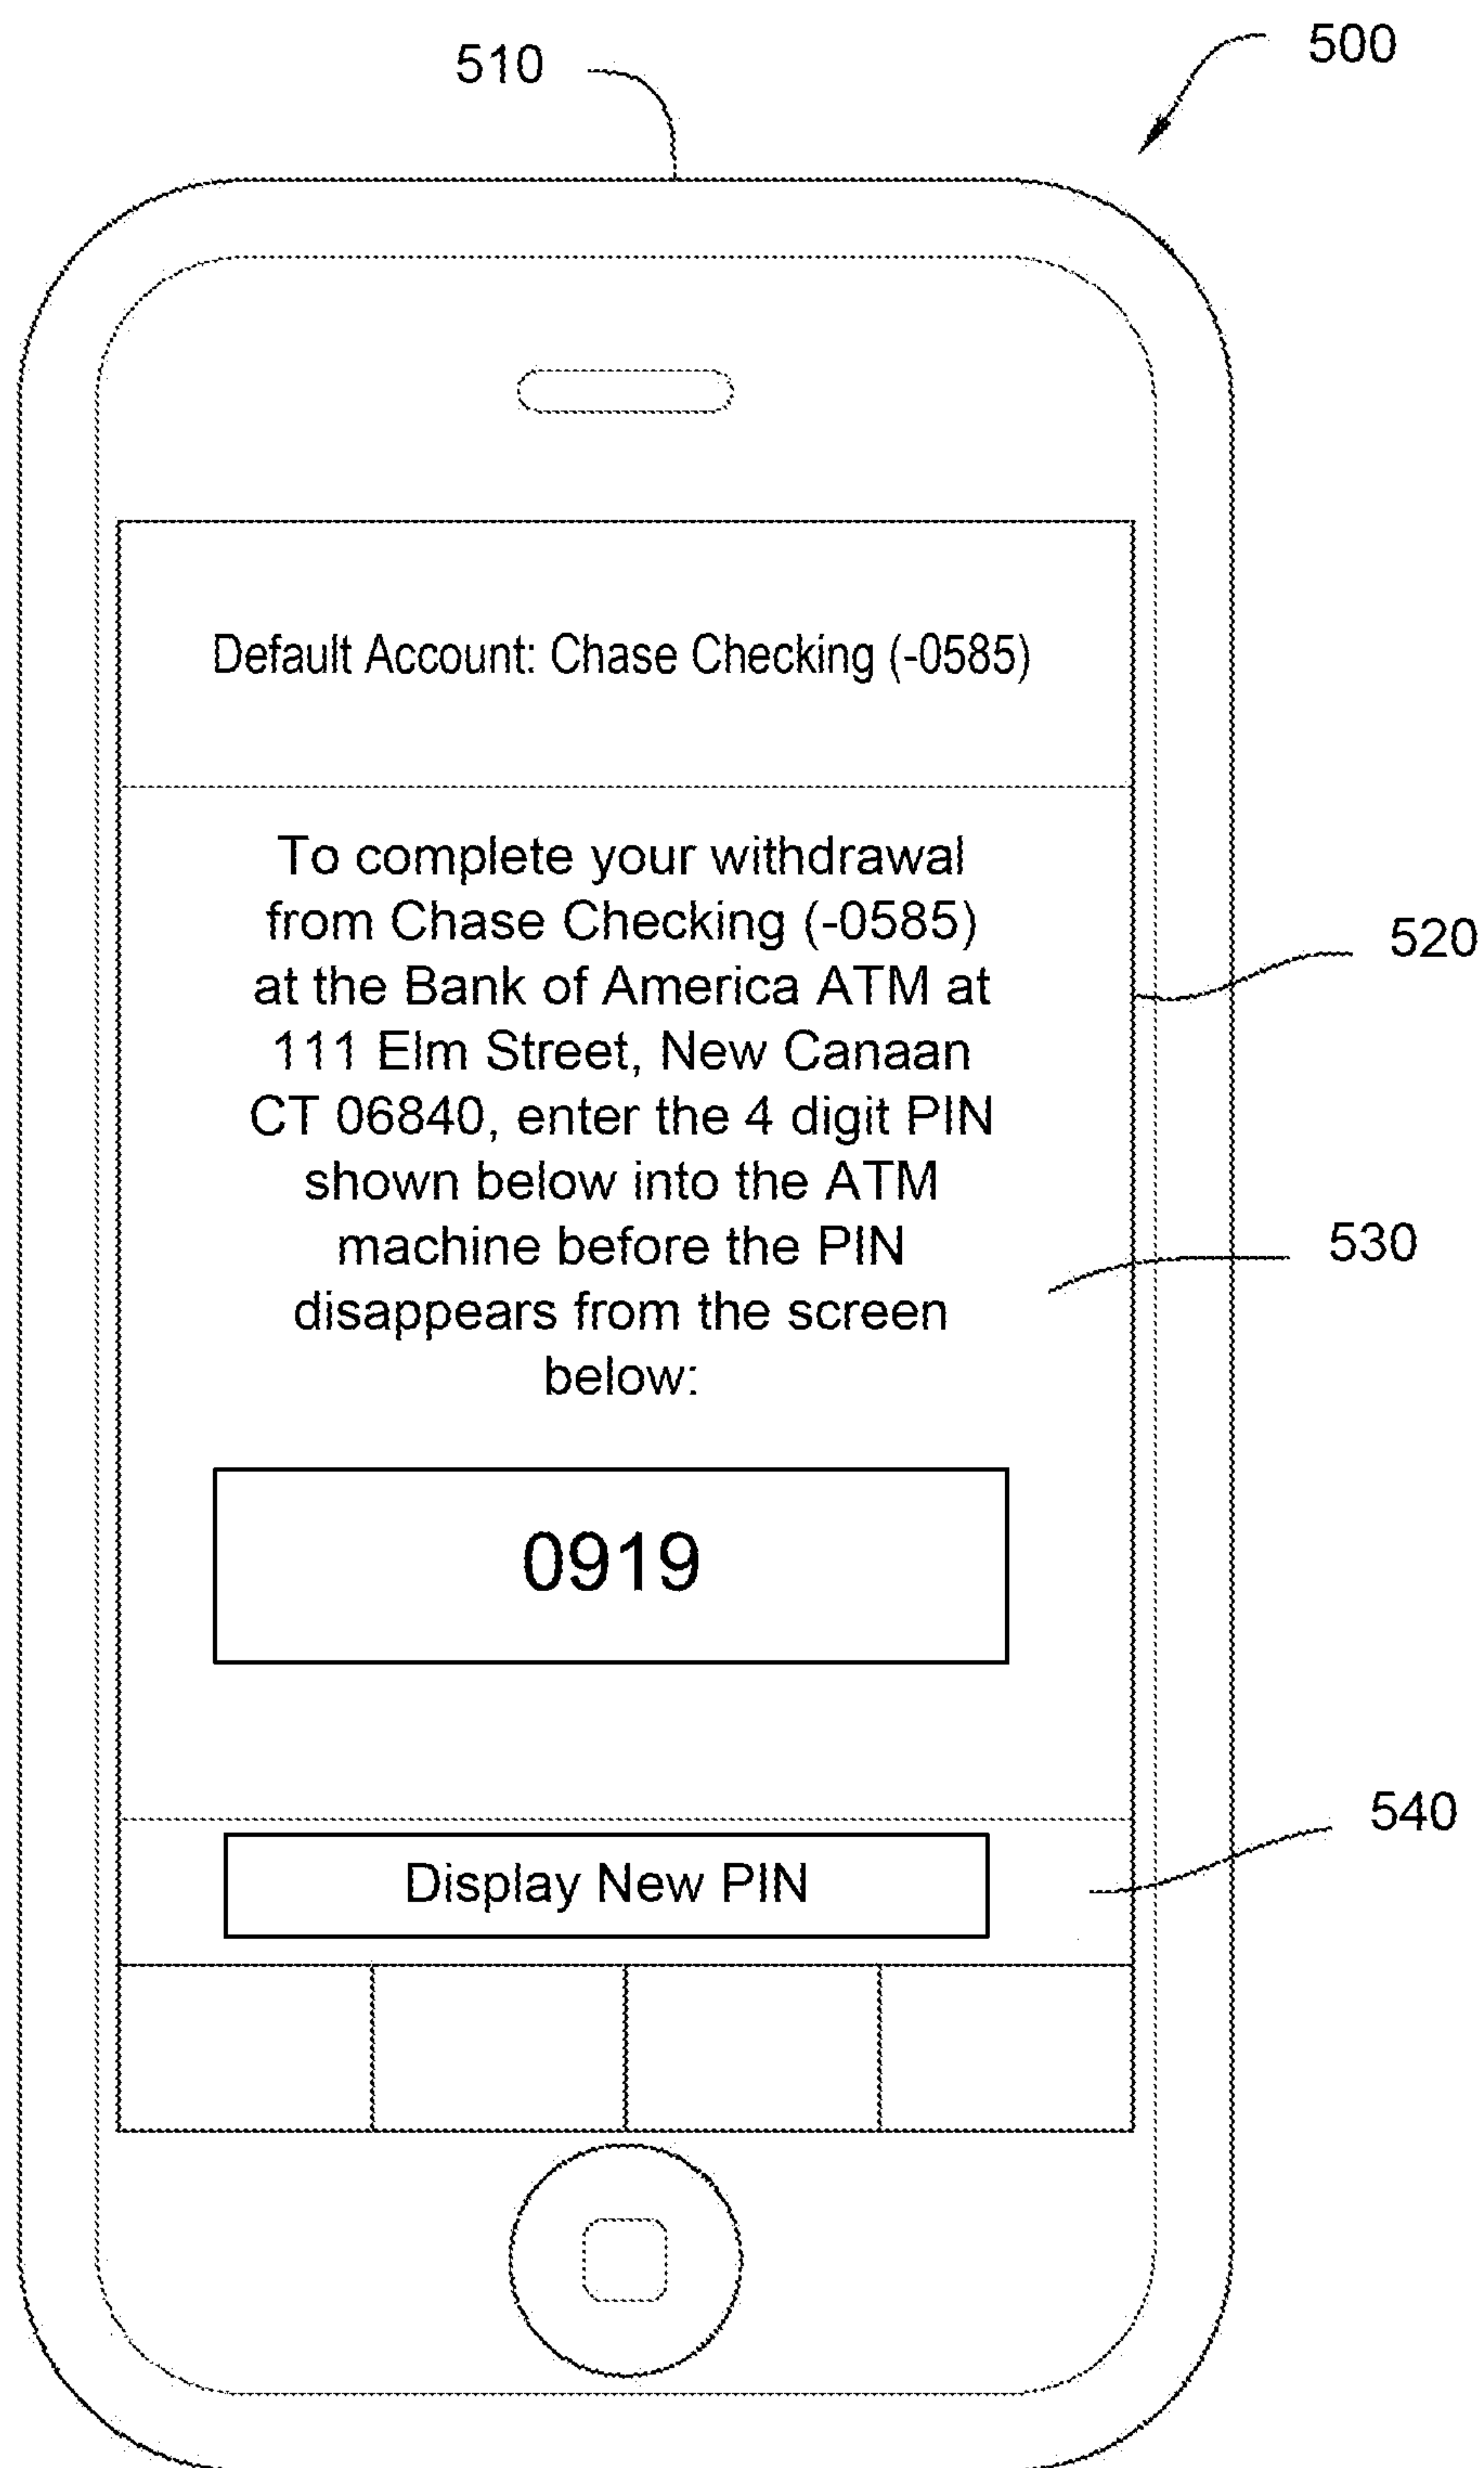 500
510
Default Account: Chase Checking (-0585)
To complete your withdrawal
from Chase Checking (-0585)
520
at the Bank of America ATM at
111 Elm Street, New Canaan
CT 06840, enter the 4 digit PIN
shown below into the ATM
530
machine before the PIN
disappears from the screen
below:
0919
540
Display New PIN